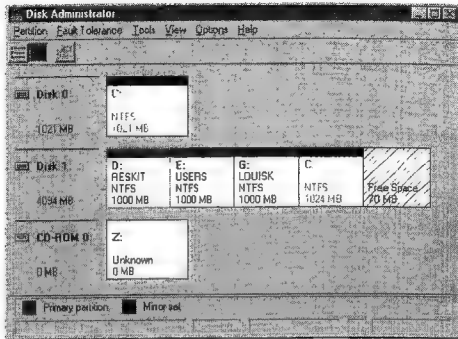 Disk Administrator
Partition Fault Tolerance Tools View Options Help
Disk 0
1021 MB
C:
NTFS
1021 MB
Disk 1
4094 MB
D:
RESKIT
NTFS
1000 MB
E:
USERS
NTFS
1000 MB
G:
LOUISK
NTFS
1000 MB
C
NTFS
1024 MB
Free Space
70 MB
CD-ROM 0
0 MB
Z:
Unknown
0 MB
Primary partition
Mirror set